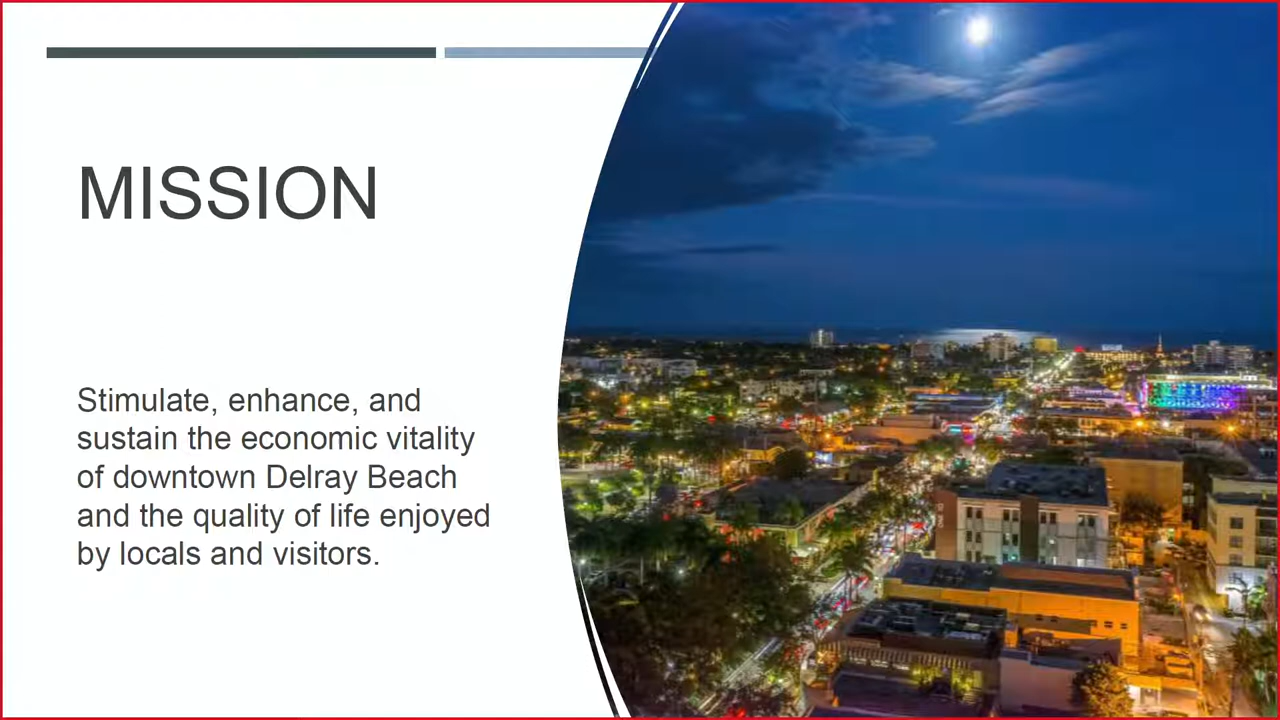 MISSION
Stimulate, enhance, and
sustain the economic vitality
of downtown Delray Beach
and the quality of life enjoyed
by locals and visitors.